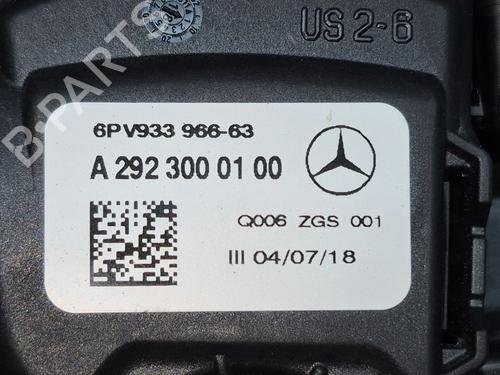 US 2-6
B-PARTS
6PV933 966-63
A 292 300 01 00
Q006 ZGS 001
III 04/07/18